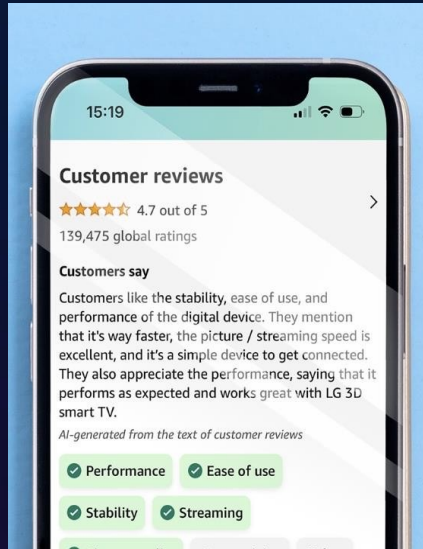 15:19
Customer reviews
4.7 out of 5
139,475 global ratings
Customers say
Customers like the stability, ease of use, and
performance of the digital device. They mention
that it's way faster, the picture / streaming speed is
excellent, and it's a simple device to get connected.
They also appreciate the performance, saying that it
performs as expected and works great with LG 3D
smart TV.
AI-generated from the text of customer reviews
Performance Ease of use
Stability Streaming